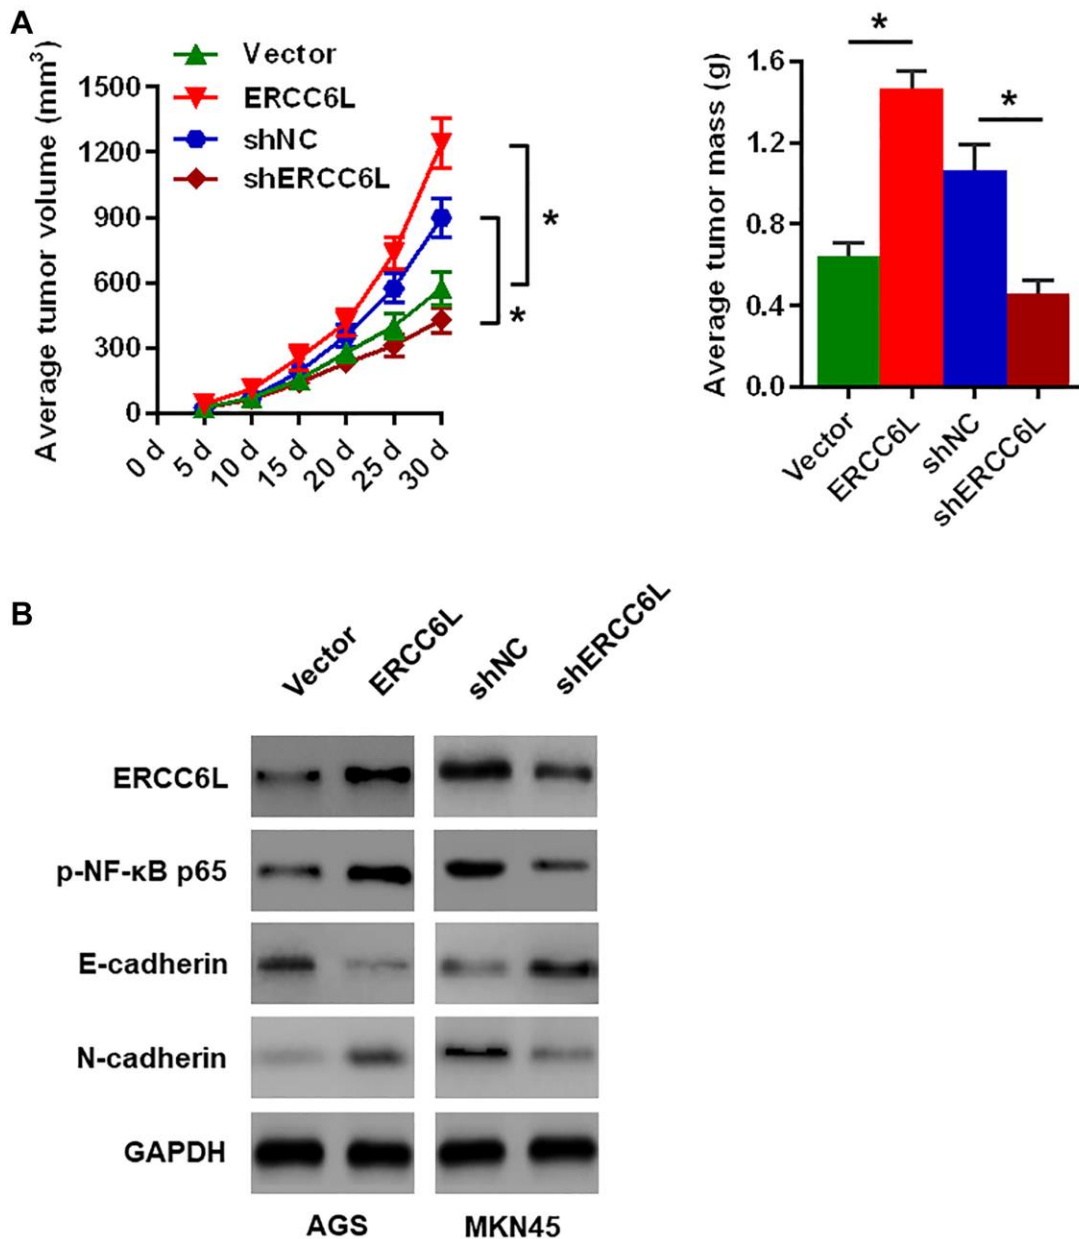 A
Average tumor volume (mm³)
Vector
ERCC6L
shNC
shERCC6L
1500
1200
900
600
300
0
0 d
5 d
10 d
15 d
20 d
25 d
30 d
*
*
Average tumor mass (g)
1.6
1.2
0.8
0.4
0.0
*
*
Vector
ERCC6L
shNC
shERCC6L
B
Vector ERCC6L shNC shERCC6L
ERCC6L
p-NF-κB p65
E-cadherin
N-cadherin
GAPDH
AGS MKN45